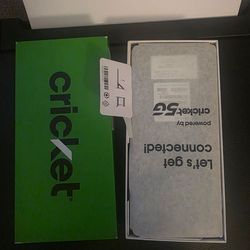 cricket
Let's get
connected!
powered by
cricket 5G